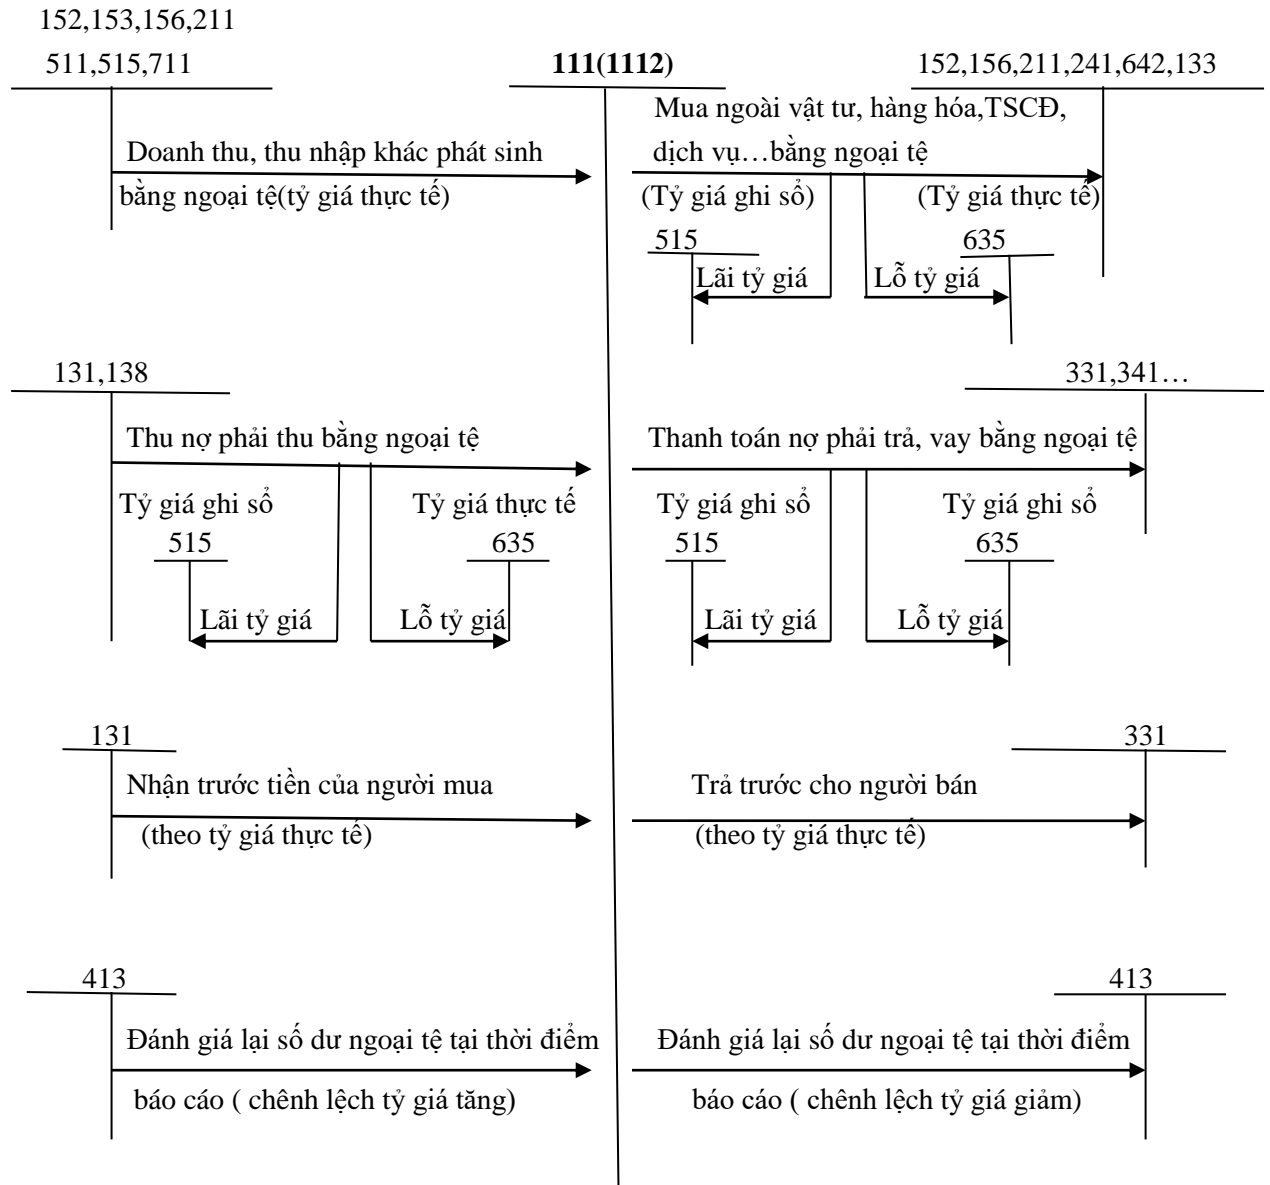 152,153,156,211
511,515,711
111(1112)
152,156,211,241,642,133
Doanh thu, thu nhập khác phát sinh
bằng ngoại tệ(tỷ giá thực tế)
Mua ngoài vật tư, hàng hóa,TSCĐ,
dịch vụ…bằng ngoại tệ
(Tỷ giá ghi sổ)
(Tỷ giá thực tế)
515
635
Lãi tỷ giá
Lỗ tỷ giá
131,138
331,341…
Thu nợ phải thu bằng ngoại tệ
Thanh toán nợ phải trả, vay bằng ngoại tệ
Tỷ giá ghi sổ
Tỷ giá thực tế
Tỷ giá ghi sổ
Tỷ giá ghi sổ
515
635
515
635
Lãi tỷ giá
Lỗ tỷ giá
Lãi tỷ giá
Lỗ tỷ giá
131
331
Nhận trước tiền của người mua
(theo tỷ giá thực tế)
Trả trước cho người bán
(theo tỷ giá thực tế)
413
413
Đánh giá lại số dư ngoại tệ tại thời điểm
báo cáo ( chênh lệch tỷ giá tăng)
Đánh giá lại số dư ngoại tệ tại thời điểm
báo cáo ( chênh lệch tỷ giá giảm)